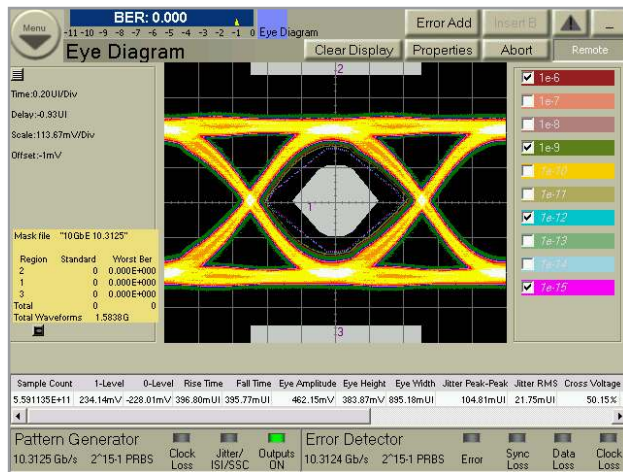 Menu
BER: 0.000
-11 -10 -9 -8 -7 -6 -5 -4 -3 -2 -1 0
Eye Diagram
Error Add
Insert B
Eye Diagram
Clear Display
Properties
Abort
Remote
Time:0.20UI/Div
Delay:-0.93UI
Scale:113.67mV/Div
Offset:-1mV
Mask file "10GbE 10.3125"
Region Standard Worst Ber
2 0 0.000E+000
1 0 0.000E+000
3 0 0.000E+000
Total 0 0
Total Waveforms 1.5838G
2
1
3
1e-6
1e-7
1e-8
1e-9
1e-10
1e-11
1e-12
1e-13
1e-14
1e-15
Sample Count 1-Level 0-Level Rise Time Fall Time Eye Amplitude Eye Height Eye Width Jitter Peak-Peak Jitter RMS Cross Voltage
5.591135E+11 234.14mV -228.01mV 396.80mUI 395.77mUI 462.15mV 383.87mV 895.18mUI 104.81mUI 21.75mUI 50.15%
Pattern Generator
10.3125 Gb/s 2^15-1 PRBS
Clock Loss
Jitter/ ISI/SSC
Outputs ON
Error Detector
10.3124 Gb/s 2^15-1 PRBS
Error
Sync Loss
Data Loss
Clock Loss